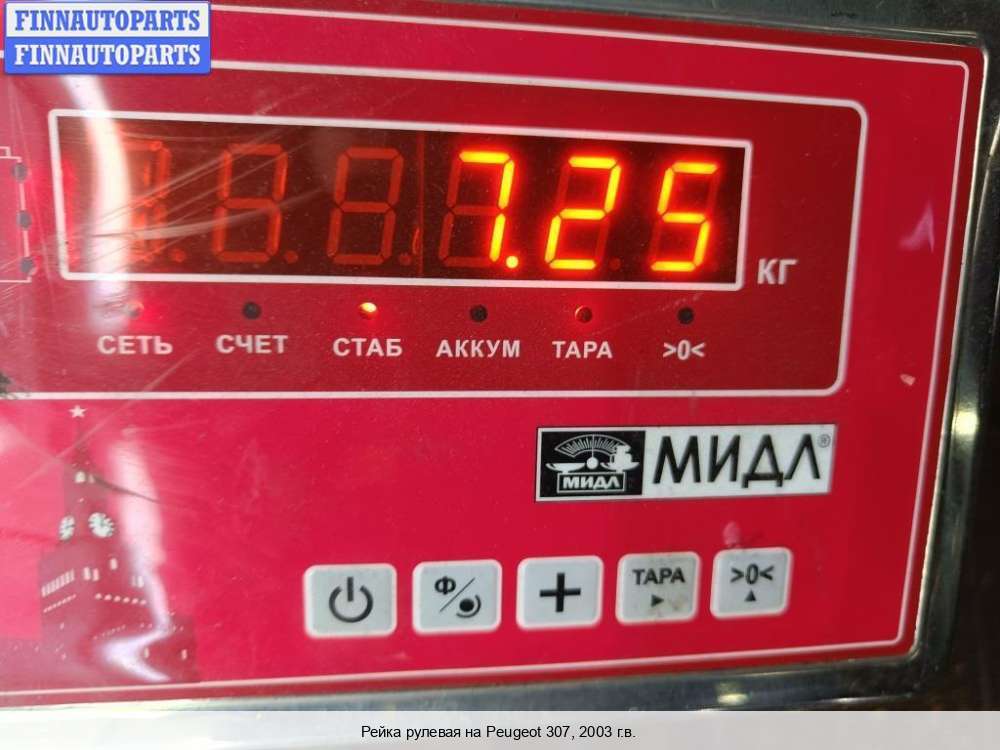 FINNAUTOPARTS
FINNAUTOPARTS
7.25
КГ
СЕТЬ СЧЕТ СТАБ АККУМ ТАРА >0<
МИДЛ МИДЛ®
Ф/ + ТАРА >0<
Рейка рулевая на Peugeot 307, 2003 г.в.